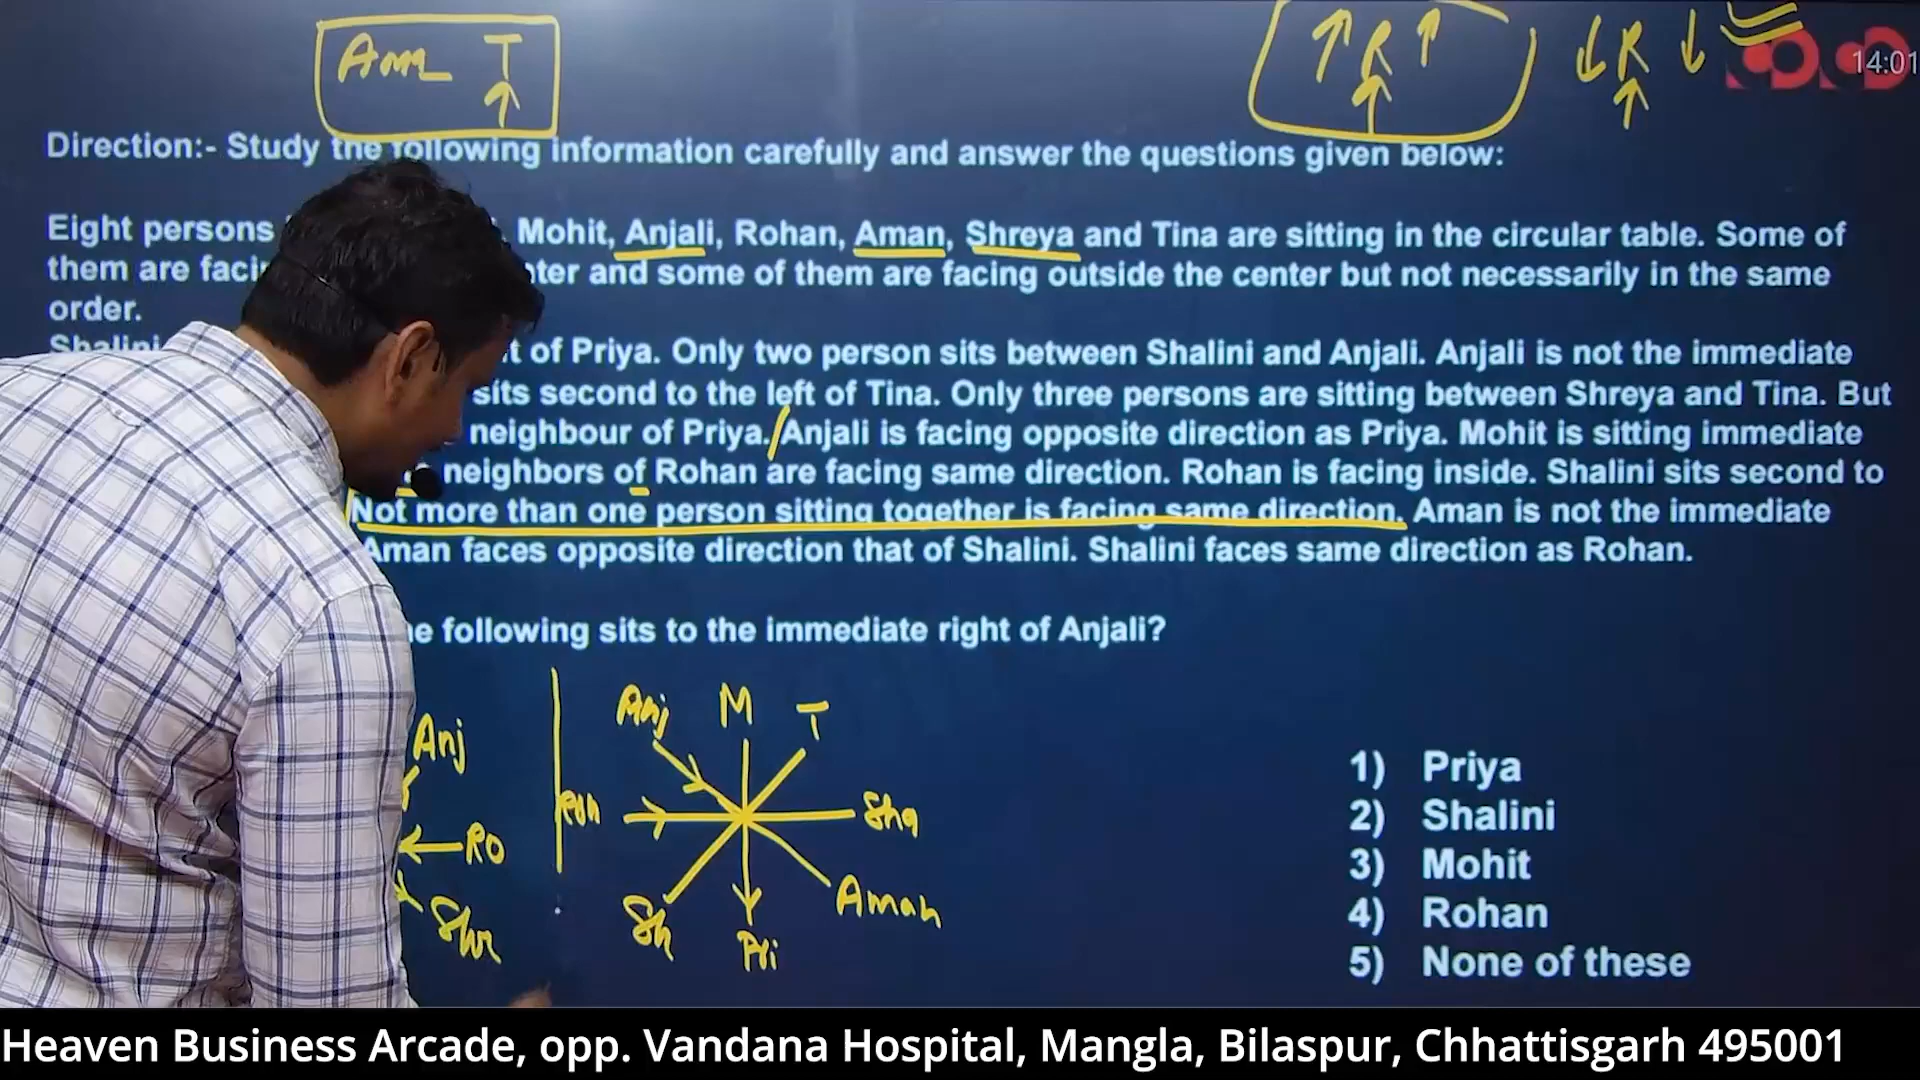 Ama T
↑ R ↑ ↓ R ↓
14:01
Direction:- Study the following information carefully and answer the questions given below:
Eight persons Mohit, Anjali, Rohan, Aman, Shreya and Tina are sitting in the circular table. Some of
them are and some of them are facing outside the center but not necessarily in the same
order.
Shalini of Priya. Only two person sits between Shalini and Anjali. Anjali is not the immediate
sits second to the left of Tina. Only three persons are sitting between Shreya and Tina. But
neighbour of Priya. Anjali is facing opposite direction as Priya. Mohit is sitting immediate
neighbors of Rohan are facing same direction. Rohan is facing inside. Shalini sits second to
Not more than one person sitting together is facing same direction. Aman is not the immediate
Aman faces opposite direction that of Shalini. Shalini faces same direction as Rohan.
following sits to the immediate right of Anjali?
Anj
Ro
Shr
Anj M T
Sha
Aman
Sh
Pri
1) Priya
2) Shalini
3) Mohit
4) Rohan
5) None of these
Heaven Business Arcade, opp. Vandana Hospital, Mangla, Bilaspur, Chhattisgarh 495001